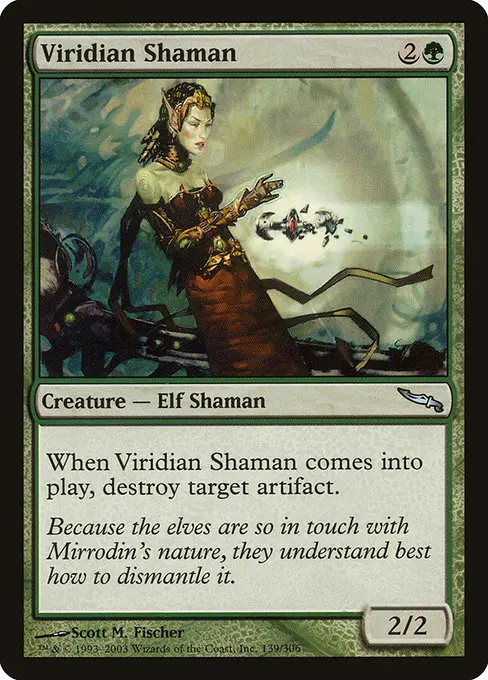 Viridian Shaman 2
Creature — Elf Shaman
When Viridian Shaman comes into
play, destroy target artifact.
Because the elves are so in touch with
Mirrodin's nature, they understand best
how to dismantle it.
2/2
Scott M. Fischer
™ & © 1993–2003 Wizards of the Coast, Inc. 139/306